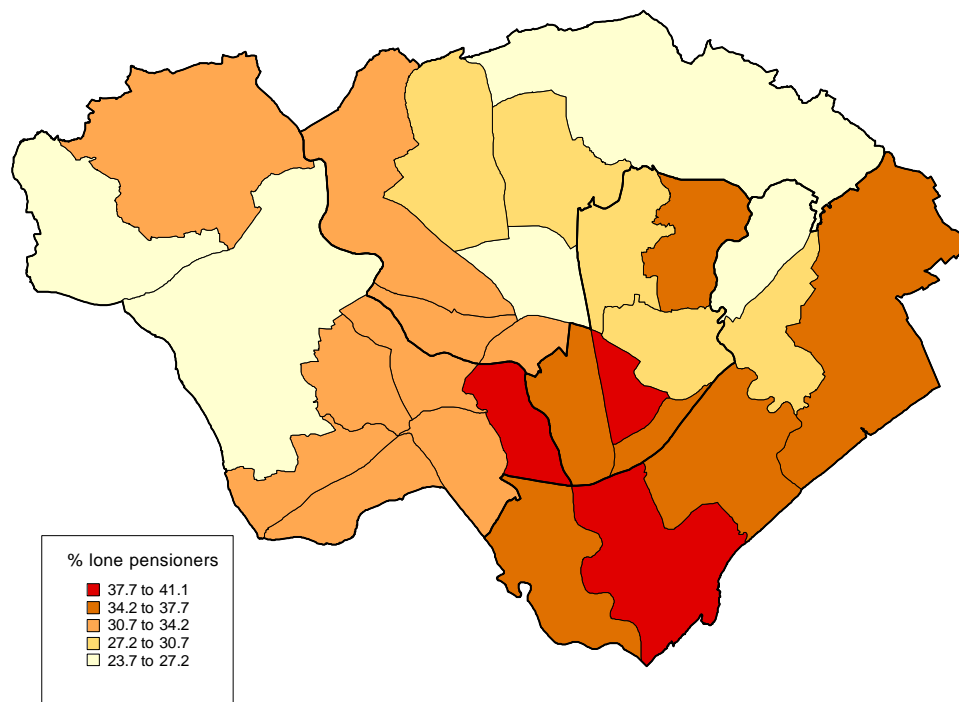 % lone pensioners
37.7 to 41.1
34.2 to 37.7
30.7 to 34.2
27.2 to 30.7
23.7 to 27.2